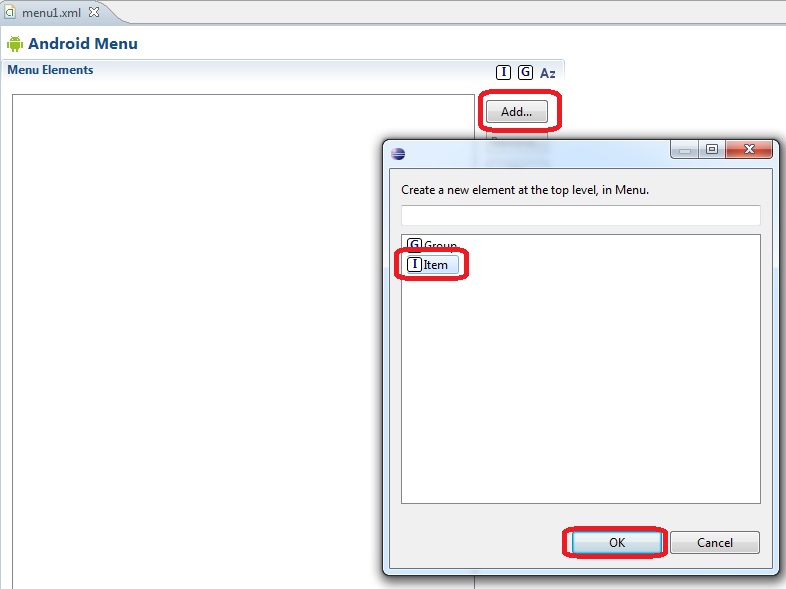 menu1.xml
Android Menu
Menu Elements
I G Az
Add...
Create a new element at the top level, in Menu.
G Group
I Item
OK Cancel